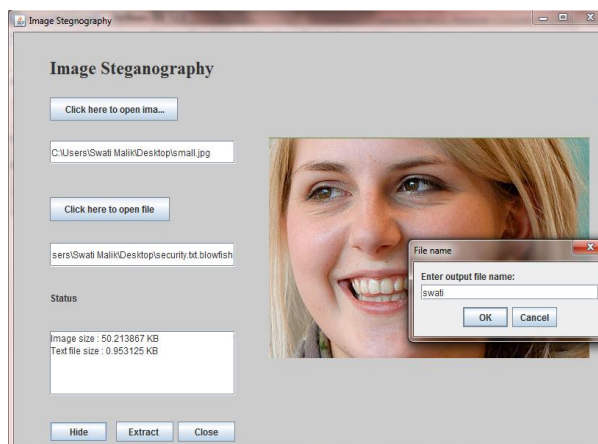 Image Stegnography
Image Steganography
Click here to open ima...
C:\Users\Swati Malik\Desktop\small.jpg
Click here to open file
sers\Swati Malik\Desktop\security.txt.blowfish
Status
Image size : 50.213867 KB
Text file size : 0.953125 KB
Hide
Extract
Close
File name
Enter output file name:
swati
OK
Cancel